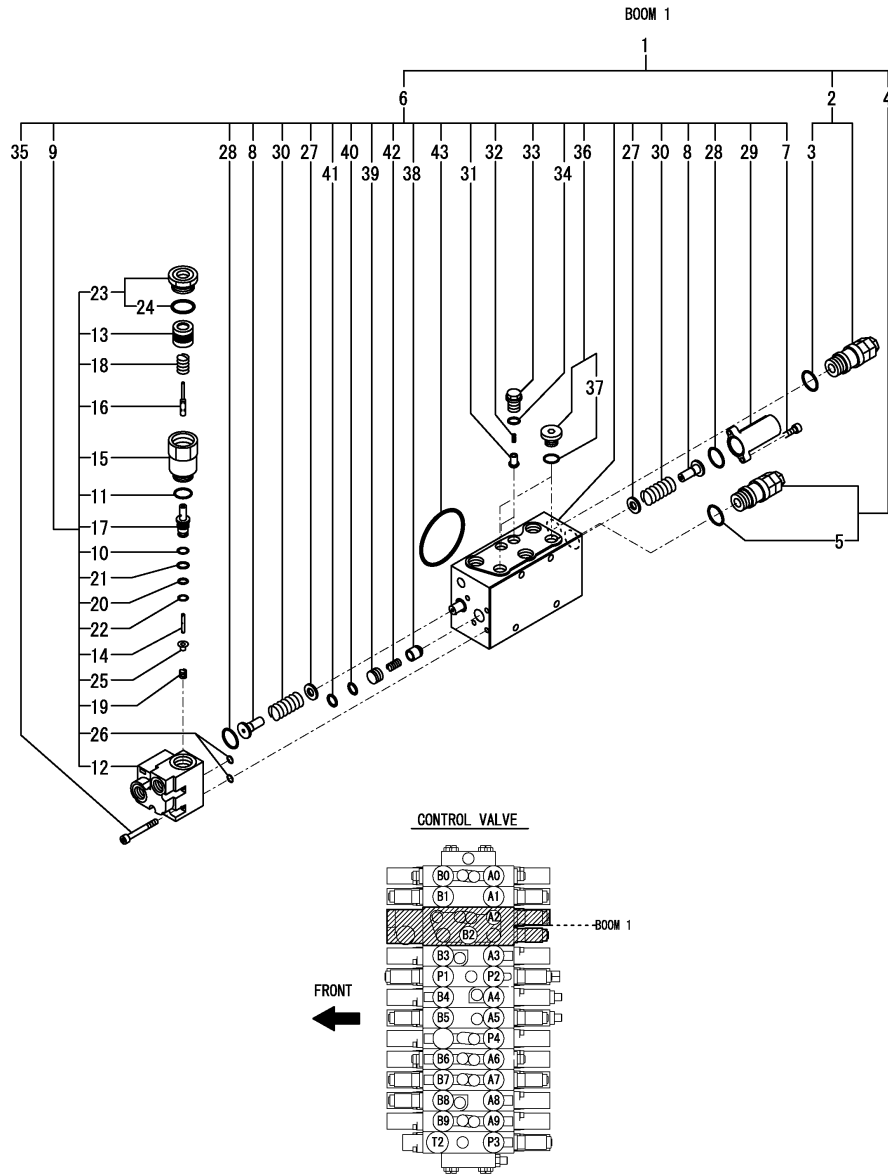 BOOM 1
1
6 2 4
35 9 28 8 30 27 40 42 43 32 33 36 27 30 8 28 29 7 3
41 39 38 31 34
23
24
13
18
37
16
15
11
17
10
5
21
20
22
14
25
19
26
12
CONTROL VALVE
B0 A0
B1 A1
A2
BOOM 1
B2
B3 A3
P1 P2
FRONT
B4 A4
B5 A5
P4
B6 A6
B7 A7
B8 A8
B9 A9
T2 P3